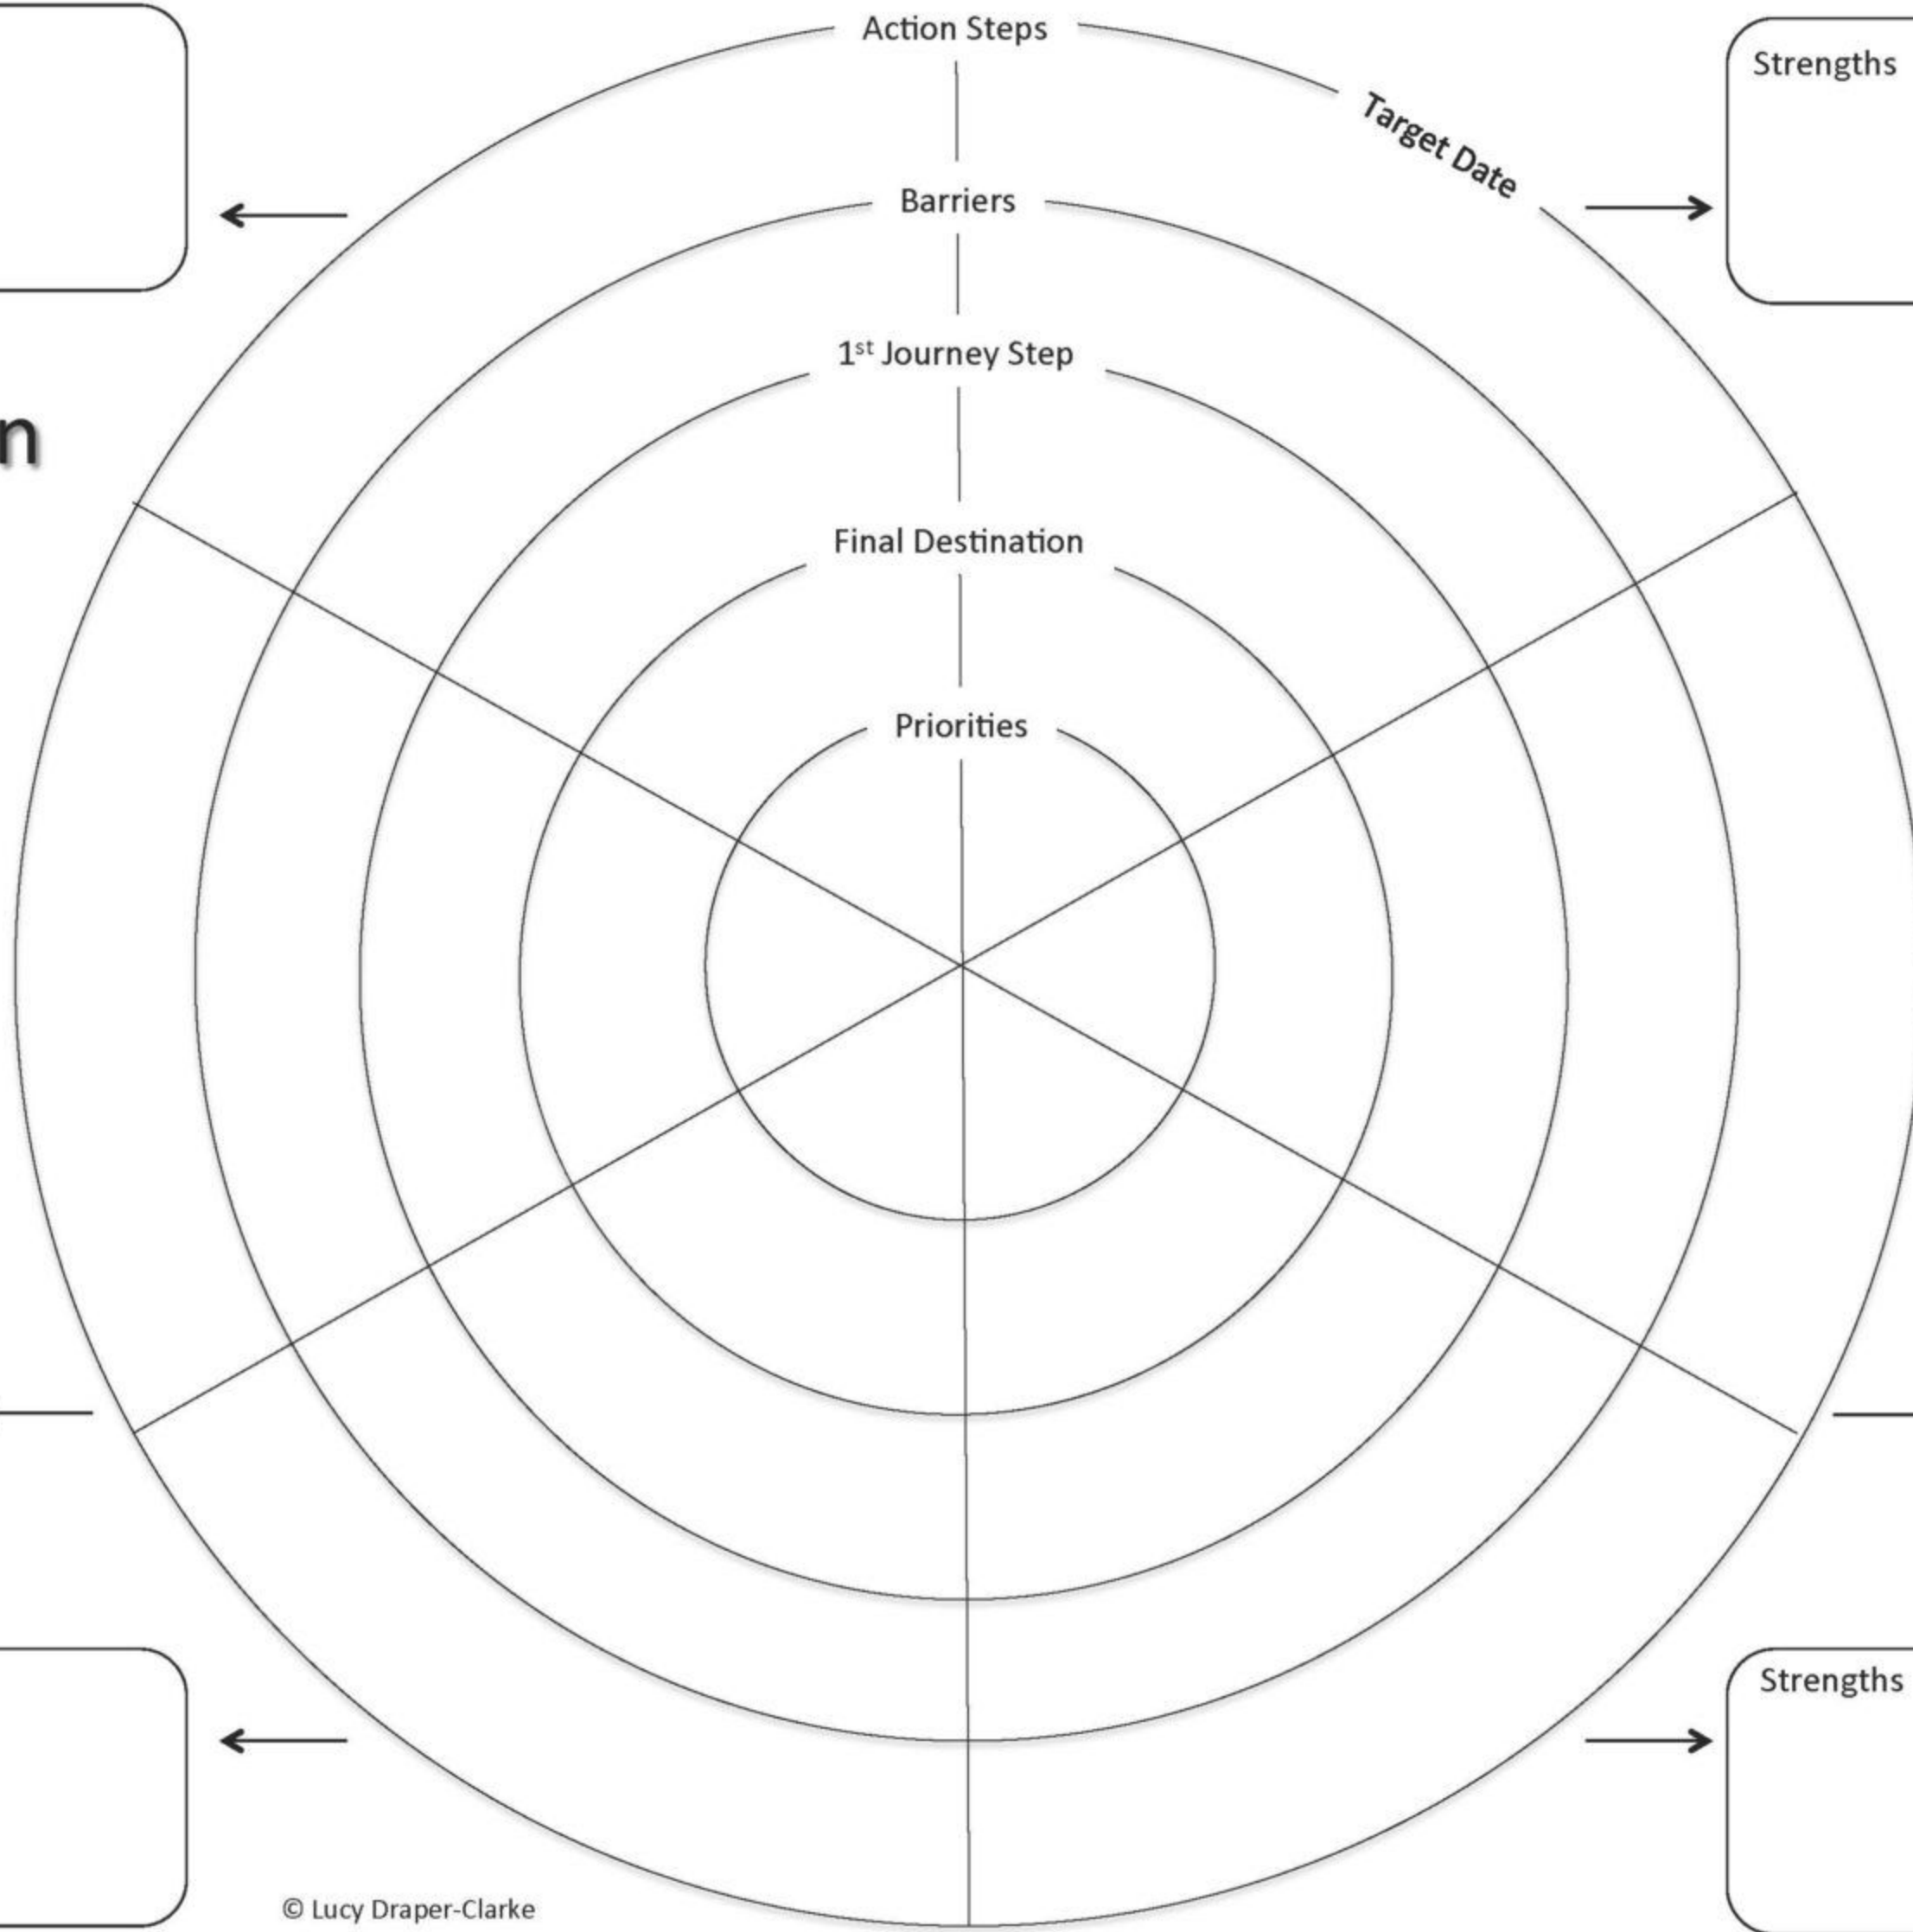 Action Steps
Strengths
Target Date
Barriers
1st Journey Step
n
Final Destination
Priorities
Strengths
© Lucy Draper-Clarke